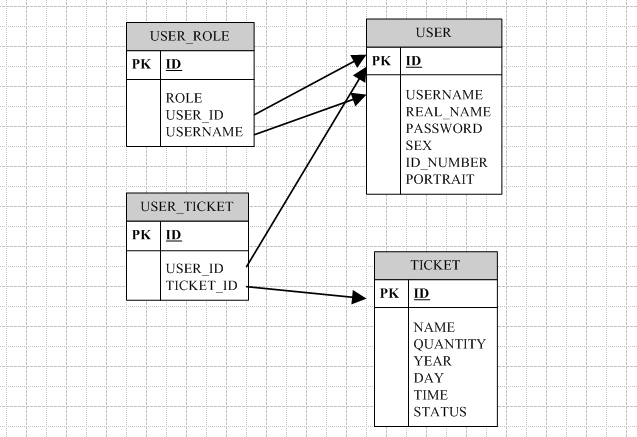 USER_ROLE
PK ID
ROLE
USER_ID
USERNAME
USER
PK ID
USERNAME
REAL_NAME
PASSWORD
SEX
ID_NUMBER
PORTRAIT
USER_TICKET
PK ID
USER_ID
TICKET_ID
TICKET
PK ID
NAME
QUANTITY
YEAR
DAY
TIME
STATUS